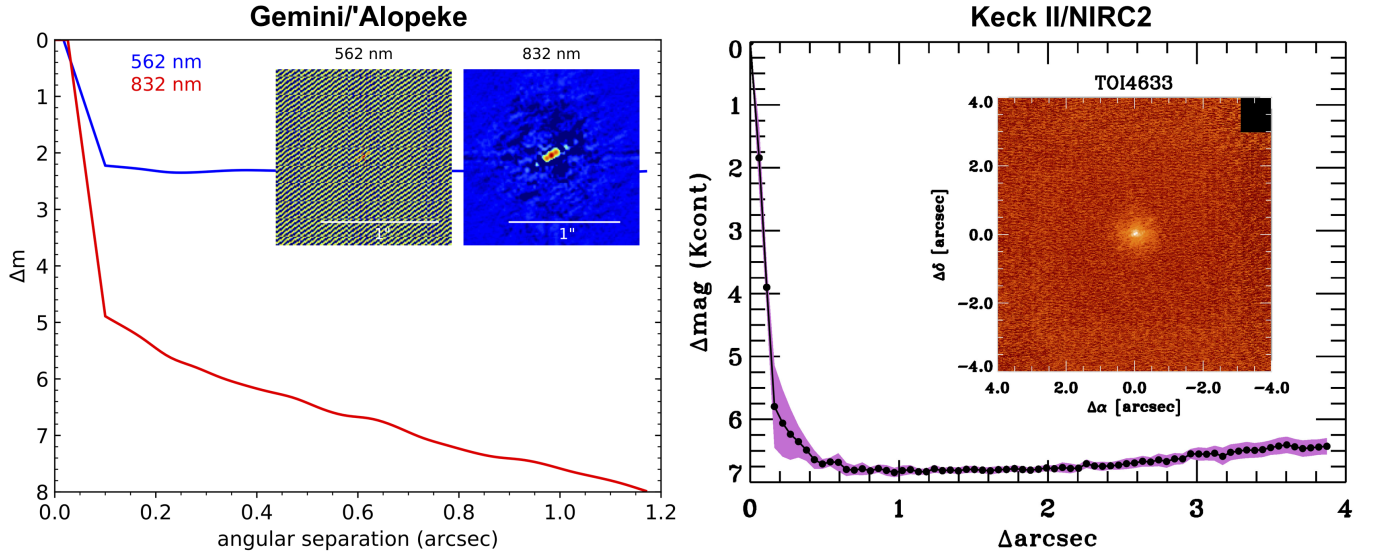 Gemini/'Alopeke
562 nm
832 nm
562 nm
832 nm
1"
1"
0
1
2
3
4
5
6
7
8
Δm
0.0
0.2
0.4
0.6
0.8
1.0
1.2
angular separation (arcsec)
Keck II/NIRC2
0
1
2
3
4
5
6
7
Δmag (Kcont)
TOI4633
4.0
2.0
0.0
−2.0
−4.0
Δδ [arcsec]
4.0 2.0 0.0 −2.0 −4.0
Δα [arcsec]
0 1 2 3 4
Δarcsec